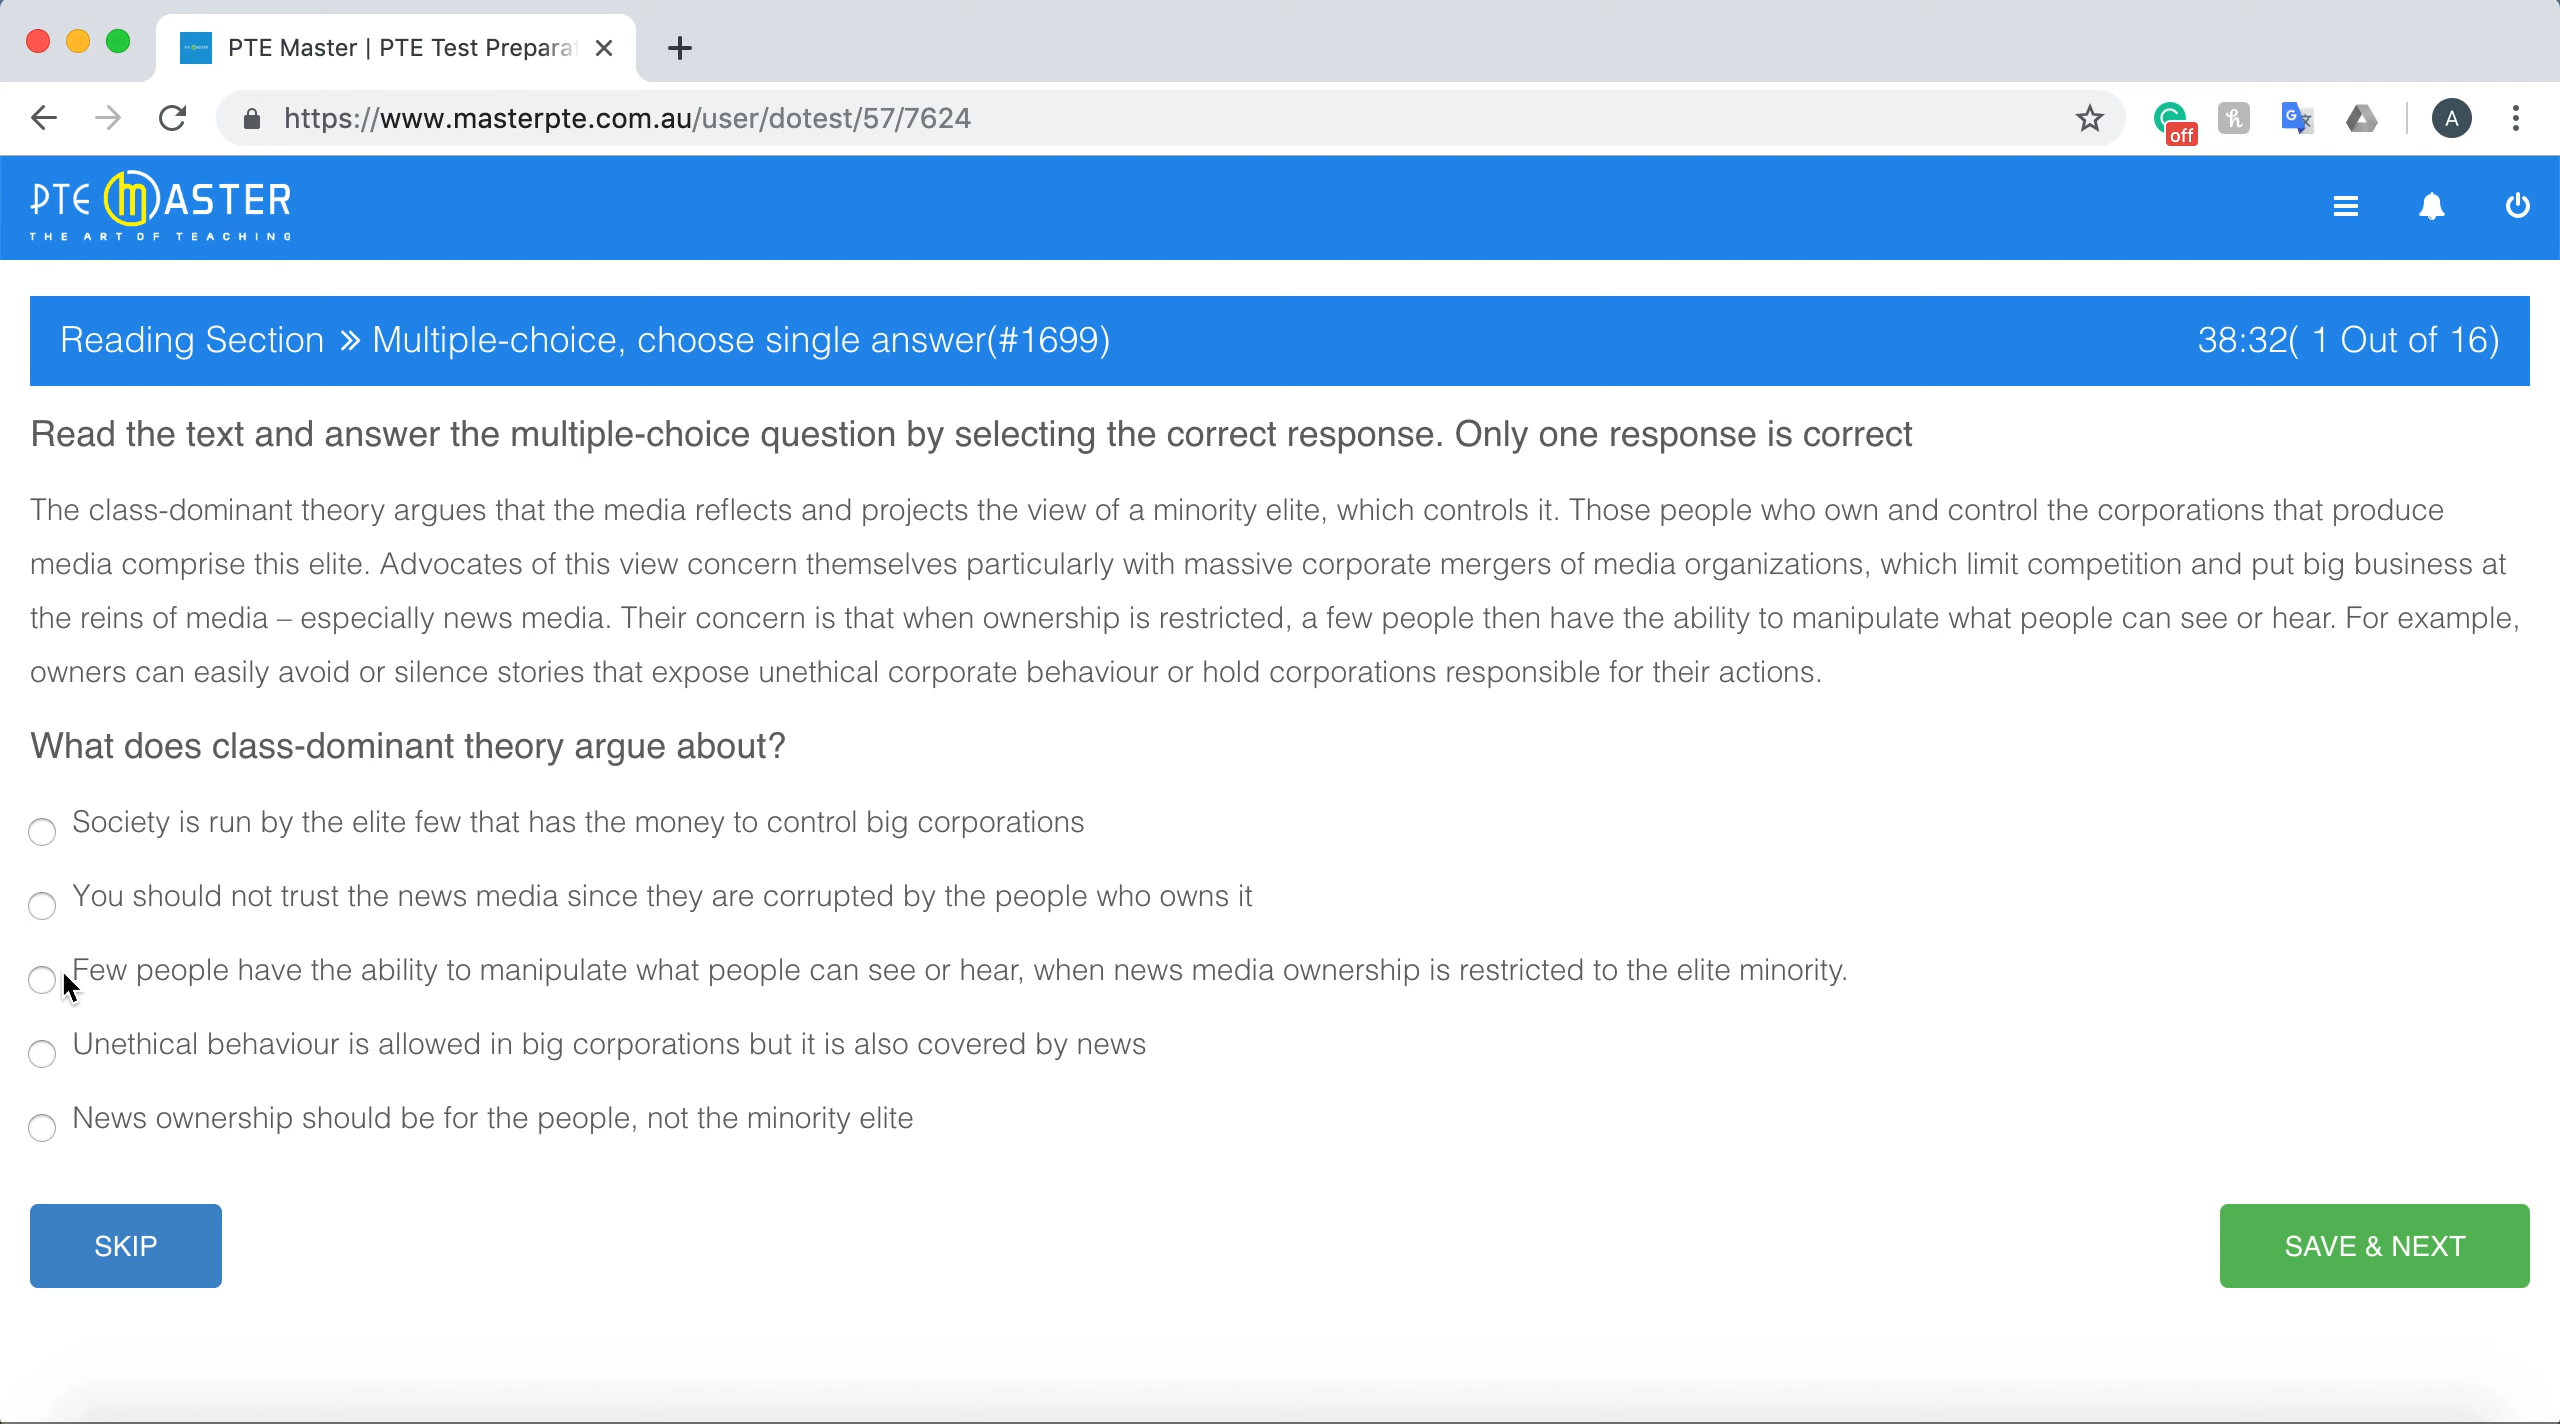 PTE Master | PTE Test Prepara
https://www.masterpte.com.au/user/dotest/57/7624
off
A
PTE MASTER
THE ART OF TEACHING
Reading Section » Multiple-choice, choose single answer(#1699)
38:32( 1 Out of 16)
Read the text and answer the multiple-choice question by selecting the correct response. Only one response is correct
The class-dominant theory argues that the media reflects and projects the view of a minority elite, which controls it. Those people who own and control the corporations that produce
media comprise this elite. Advocates of this view concern themselves particularly with massive corporate mergers of media organizations, which limit competition and put big business at
the reins of media – especially news media. Their concern is that when ownership is restricted, a few people then have the ability to manipulate what people can see or hear. For example,
owners can easily avoid or silence stories that expose unethical corporate behaviour or hold corporations responsible for their actions.
What does class-dominant theory argue about?
Society is run by the elite few that has the money to control big corporations
You should not trust the news media since they are corrupted by the people who owns it
Few people have the ability to manipulate what people can see or hear, when news media ownership is restricted to the elite minority.
Unethical behaviour is allowed in big corporations but it is also covered by news
News ownership should be for the people, not the minority elite
SKIP
SAVE & NEXT